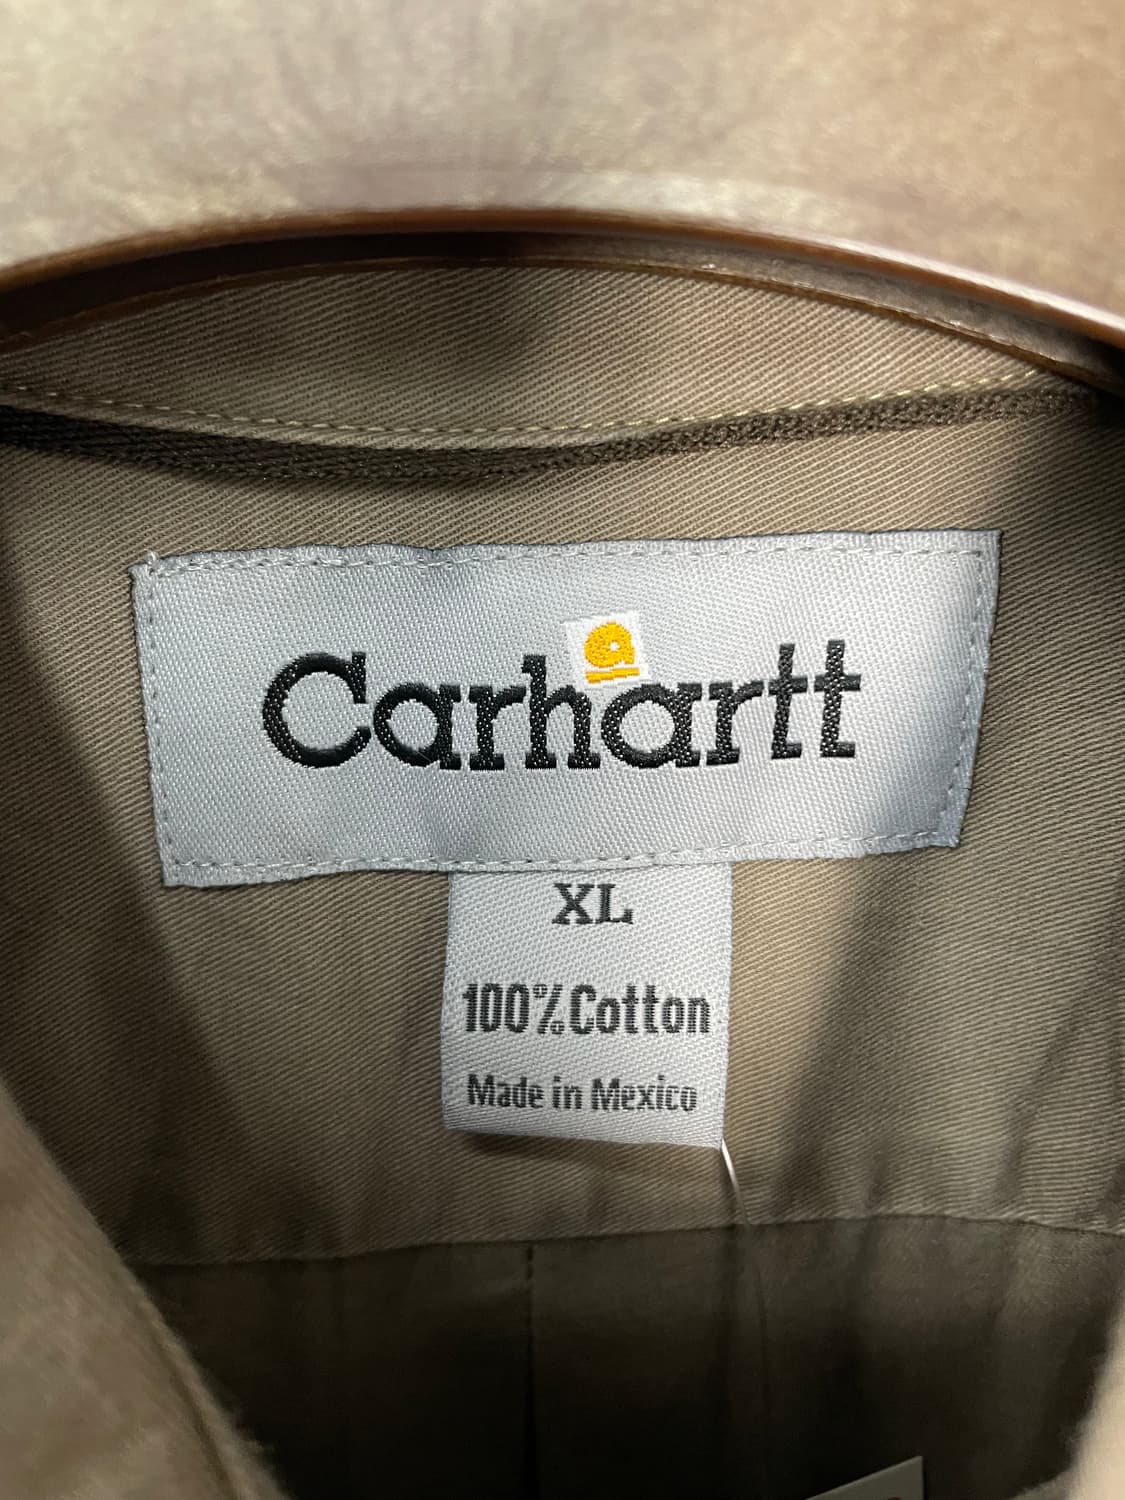 Carhartt
XL
100% Cotton
Made in Mexico